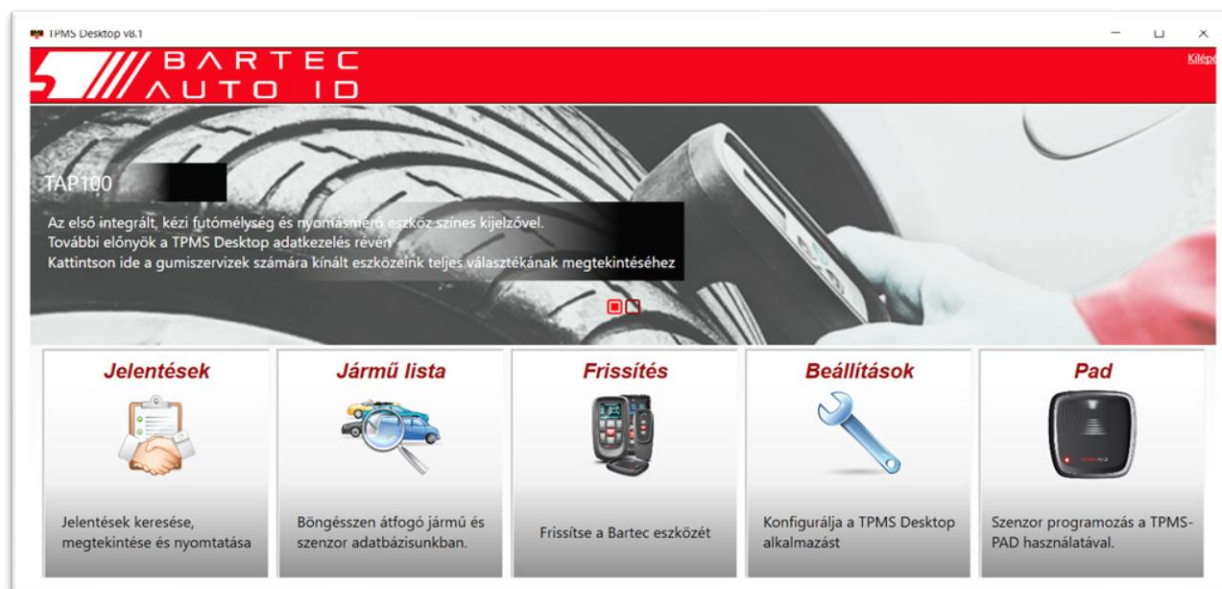 TPMS Desktop v8.1
BARTEC
AUTO ID
TAP100
Az első integrált, kézi futómélység és nyomásmérő eszköz színes kijelzővel.
További előnyök a TPMS Desktop adatkezelés révén
Kattintson ide a gumiszervizek számára kínált eszközeink teljes választékának megtekintéséhez
Jelentések
Jármű lista
Frissítés
Beállítások
Pad
Jelentések keresése,
megtekintése és nyomtatása
Böngésszen átfogó jármű és
szenzor adatbázisunkban.
Frissítse a Bartec eszközét
Konfigurálja a TPMS Desktop
alkalmazást
Szenzor programozás a TPMS-
PAD használatával.